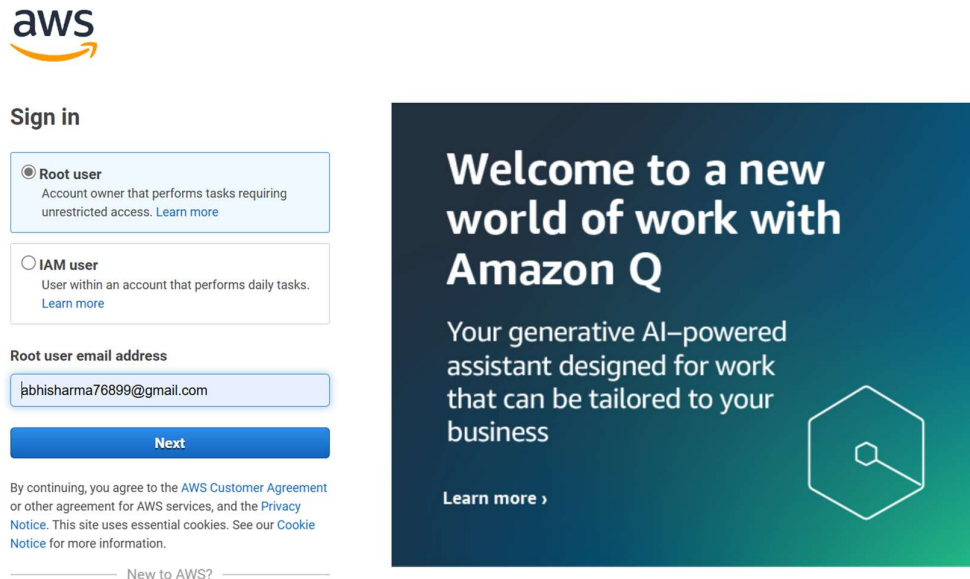 aws
Sign in
Root user
Account owner that performs tasks requiring
unrestricted access. Learn more
IAM user
User within an account that performs daily tasks.
Learn more
Root user email address
abhisharma76899@gmail.com
Next
By continuing, you agree to the AWS Customer Agreement
or other agreement for AWS services, and the Privacy
Notice. This site uses essential cookies. See our Cookie
Notice for more information.
New to AWS?
Welcome to a new
world of work with
Amazon Q
Your generative AI–powered
assistant designed for work
that can be tailored to your
business
Learn more ›